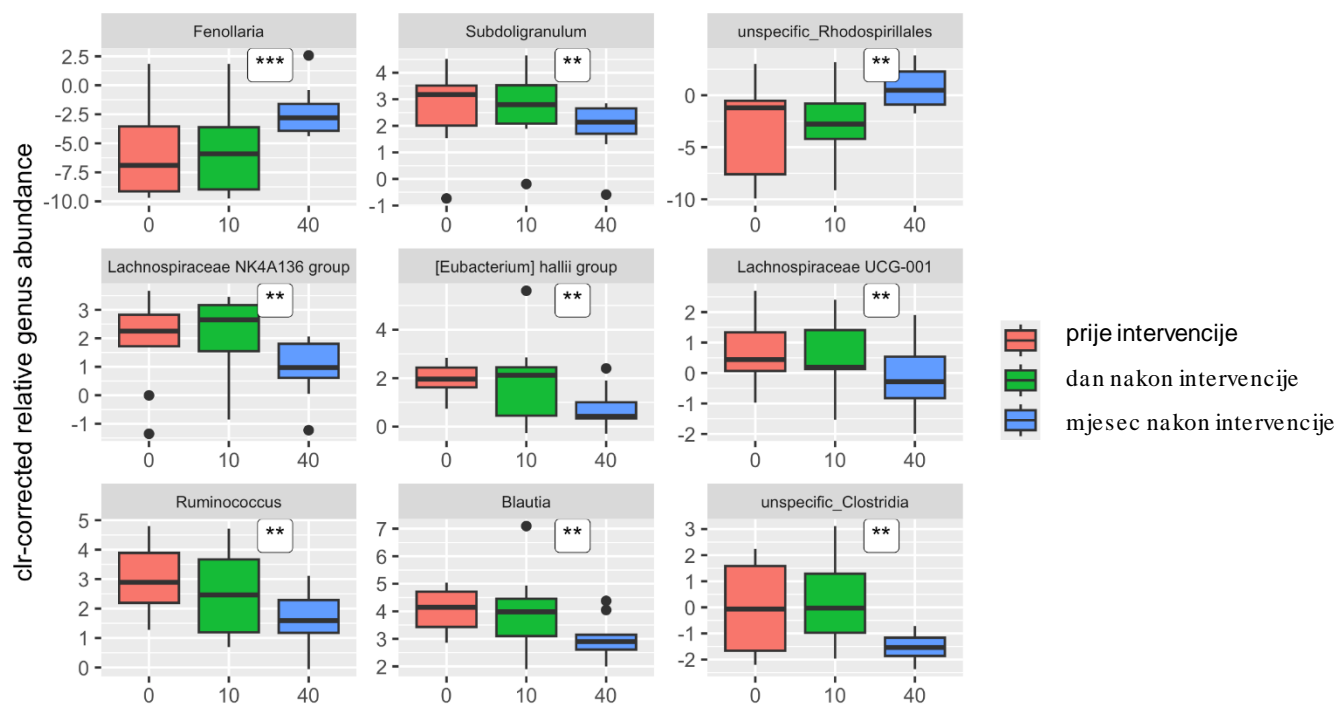 clr-corrected relative genus abundance
Fenollaria
***
2.5
0.0
-2.5
-5.0
-7.5
-10.0
0 10 40
Subdoligranulum
**
4
3
2
1
0
-1
0 10 40
unspecific_Rhodospirillales
**
0
-5
-10
0 10 40
Lachnospiraceae NK4A136 group
**
3
2
1
0
-1
0 10 40
[Eubacterium] hallii group
**
4
2
0
0 10 40
Lachnospiraceae UCG-001
**
2
1
0
-1
-2
0 10 40
Ruminococcus
**
5
4
3
2
1
0
0 10 40
Blautia
**
7
6
5
4
3
2
0 10 40
unspecific_Clostridia
**
3
2
1
0
-1
-2
0 10 40
prije intervencije
dan nakon intervencije
mjesec nakon intervencije